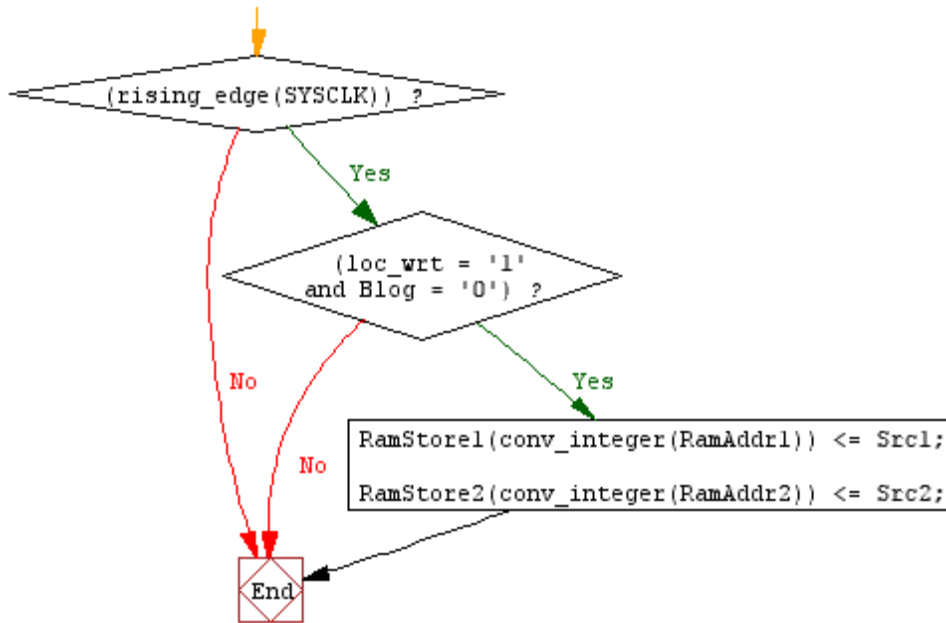 (rising_edge(SYSCLK)) ?
Yes
(loc_wrt = '1'
and Blog = '0') ?
No
Yes
RamStore1(conv_integer(RamAddr1)) <= Src1;
No
RamStore2(conv_integer(RamAddr2)) <= Src2;
End